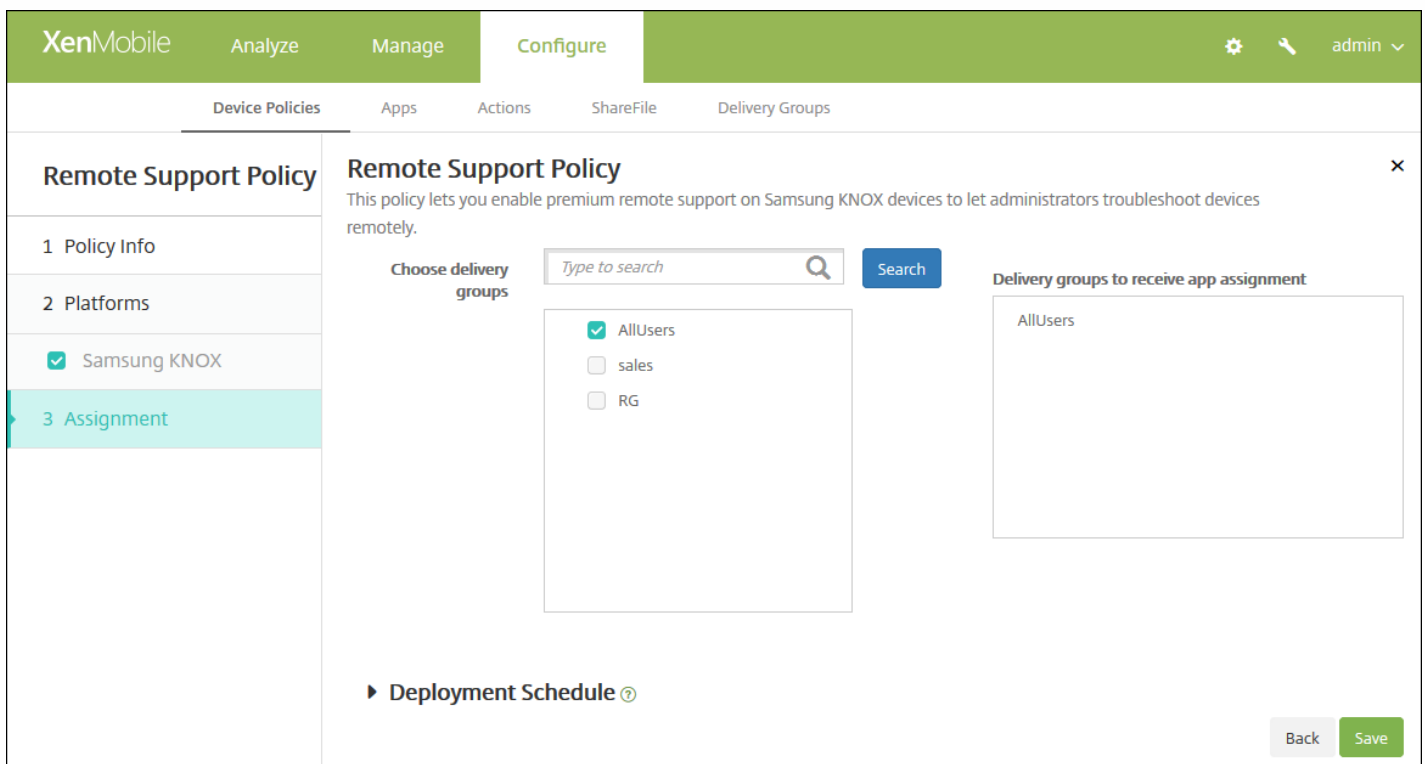 XenMobile Analyze Manage Configure admin
Device Policies Apps Actions ShareFile Delivery Groups
Remote Support Policy
1 Policy Info
2 Platforms
Samsung KNOX
3 Assignment
Remote Support Policy
This policy lets you enable premium remote support on Samsung KNOX devices to let administrators troubleshoot devices
remotely.
Choose delivery
groups
Type to search
Search
AllUsers
sales
RG
Delivery groups to receive app assignment
AllUsers
Deployment Schedule
Back Save